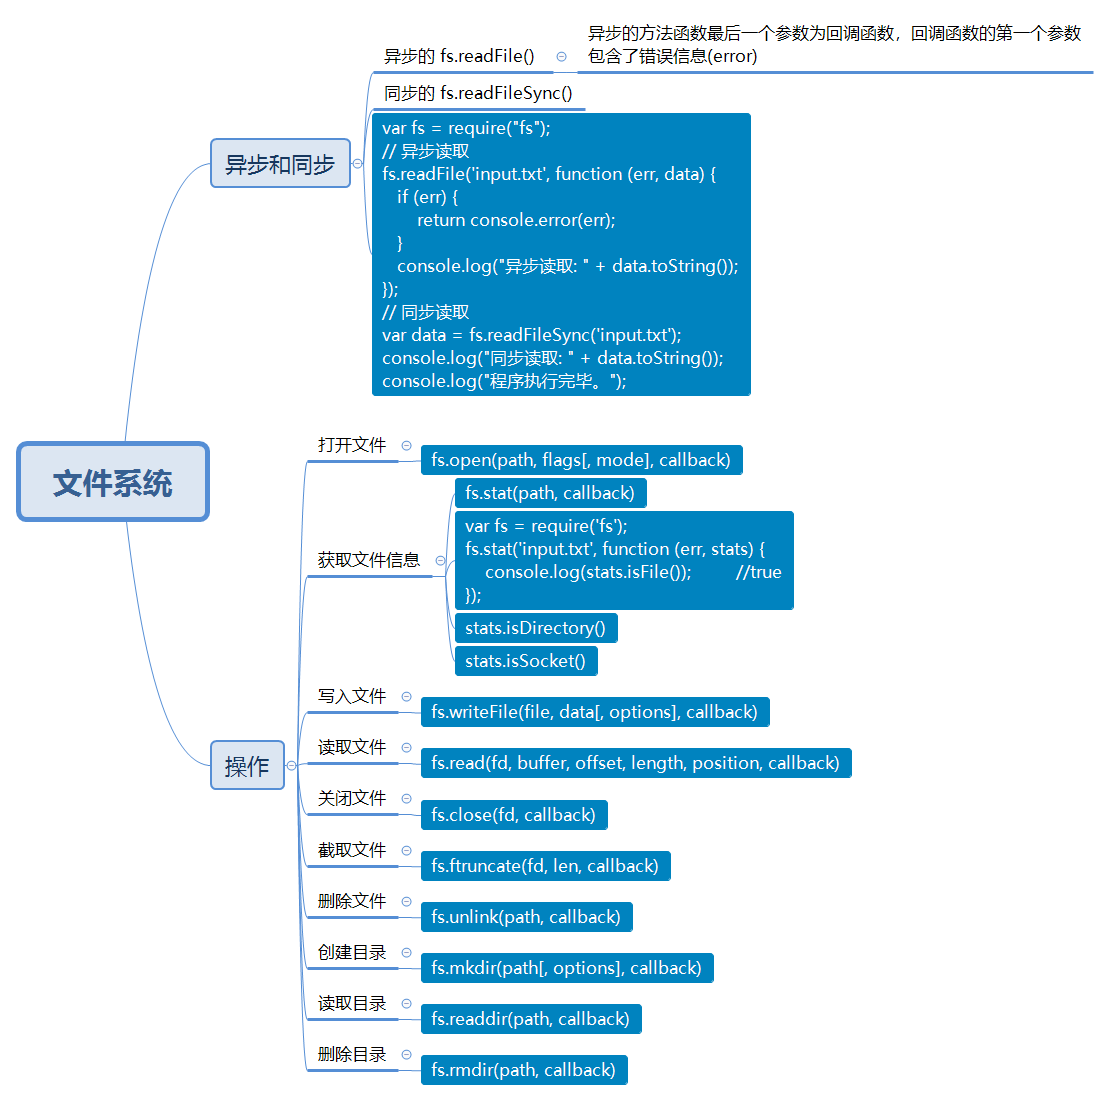 文件系统
异步和同步
异步的 fs.readFile()
异步的方法函数最后一个参数为回调函数，回调函数的第一个参数
包含了错误信息(error)
同步的 fs.readFileSync()
var fs = require("fs");
// 异步读取
fs.readFile('input.txt', function (err, data) {
if (err) {
return console.error(err);
}
console.log("异步读取: " + data.toString());
});
// 同步读取
var data = fs.readFileSync('input.txt');
console.log("同步读取: " + data.toString());
console.log("程序执行完毕。");
操作
打开文件
fs.open(path, flags[, mode], callback)
获取文件信息
fs.stat(path, callback)
var fs = require('fs');
fs.stat('input.txt', function (err, stats) {
console.log(stats.isFile()); //true
});
stats.isDirectory()
stats.isSocket()
写入文件
fs.writeFile(file, data[, options], callback)
读取文件
fs.read(fd, buffer, offset, length, position, callback)
关闭文件
fs.close(fd, callback)
截取文件
fs.ftruncate(fd, len, callback)
删除文件
fs.unlink(path, callback)
创建目录
fs.mkdir(path[, options], callback)
读取目录
fs.readdir(path, callback)
删除目录
fs.rmdir(path, callback)